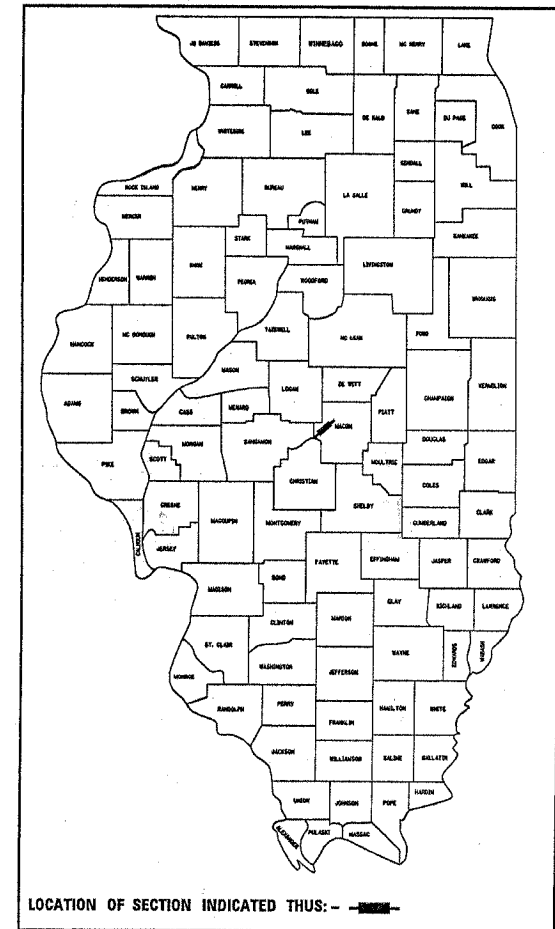 JO DAVIESS STEPHENSON WINNEBAGO BOONE MC HENRY LAKE
CARROLL OGLE DE KALB KANE DU PAGE COOK
WHITESIDE LEE
KENDALL WILL
ROCK ISLAND HENRY BUREAU LA SALLE GRUNDY
MERCER PUTNAM KANKAKEE
STARK MARSHALL LIVINGSTON
HENDERSON WARREN KNOX PEORIA WOODFORD IROQUOIS
HANCOCK MC DONOUGH FULTON TAZEWELL MC LEAN FORD
MASON
SCHUYLER LOGAN DE WITT CHAMPAIGN VERMILION
ADAMS BROWN CASS MENARD PIATT
MACON
SANGAMON DOUGLAS
PIKE SCOTT MORGAN MOULTRIE EDGAR
CHRISTIAN COLES
GREENE MACOUPIN MONTGOMERY SHELBY CUMBERLAND CLARK
CALHOUN JERSEY
FAYETTE EFFINGHAM JASPER CRAWFORD
MADISON BOND
CLAY RICHLAND LAWRENCE
CLINTON MARION
ST. CLAIR WAYNE EDWARDS WABASH
WASHINGTON JEFFERSON
MONROE
RANDOLPH PERRY HAMILTON WHITE
FRANKLIN
JACKSON WILLIAMSON SALINE GALLATIN
UNION JOHNSON POPE HARDIN
ALEXANDER PULASKI MASSAC
LOCATION OF SECTION INDICATED THUS: